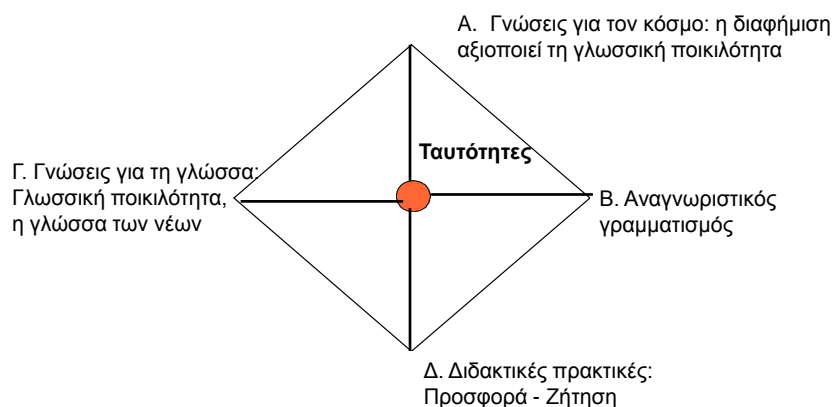 Α. Γνώσεις για τον κόσμο: η διαφήμιση
αξιοποιεί τη γλωσσική ποικιλότητα
Ταυτότητες
Γ. Γνώσεις για τη γλώσσα:
Γλωσσική ποικιλότητα,
η γλώσσα των νέων
Β. Αναγνωριστικός
γραμματισμός
Δ. Διδακτικές πρακτικές:
Προσφορά - Ζήτηση